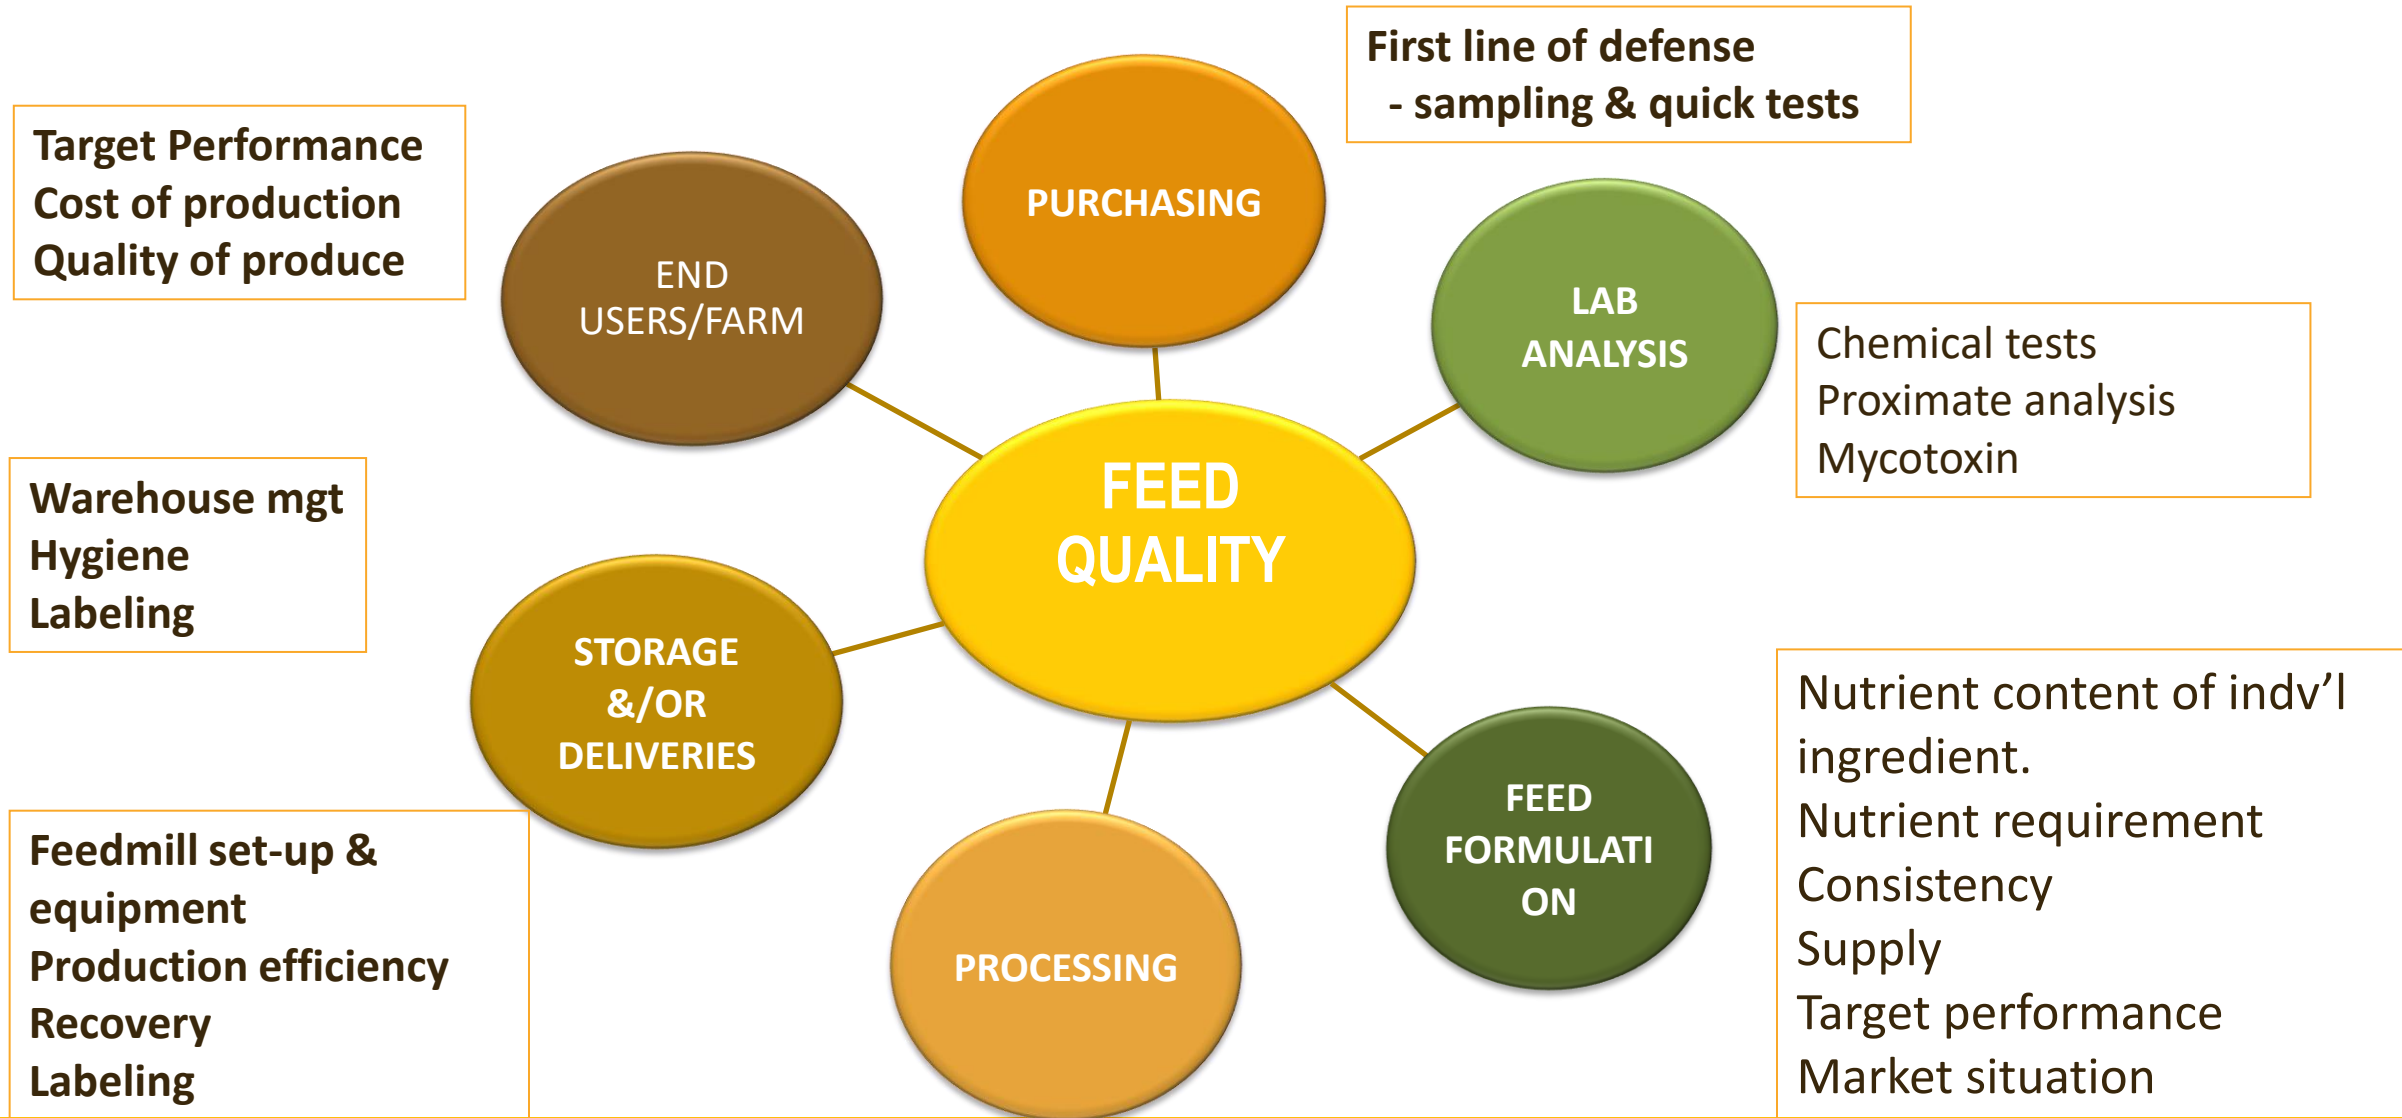 First line of defense
- sampling & quick tests
PURCHASING
Target Performance
Cost of production
Quality of produce
END
USERS/FARM
LAB
ANALYSIS
Chemical tests
Proximate analysis
Mycotoxin
FEED
QUALITY
Warehouse mgt
Hygiene
Labeling
STORAGE
&/OR
DELIVERIES
Nutrient content of indv’l
ingredient.
Nutrient requirement
Consistency
Supply
Target performance
Market situation
FEED
FORMULATI
ON
Feedmill set-up &
equipment
Production efficiency
Recovery
Labeling
PROCESSING